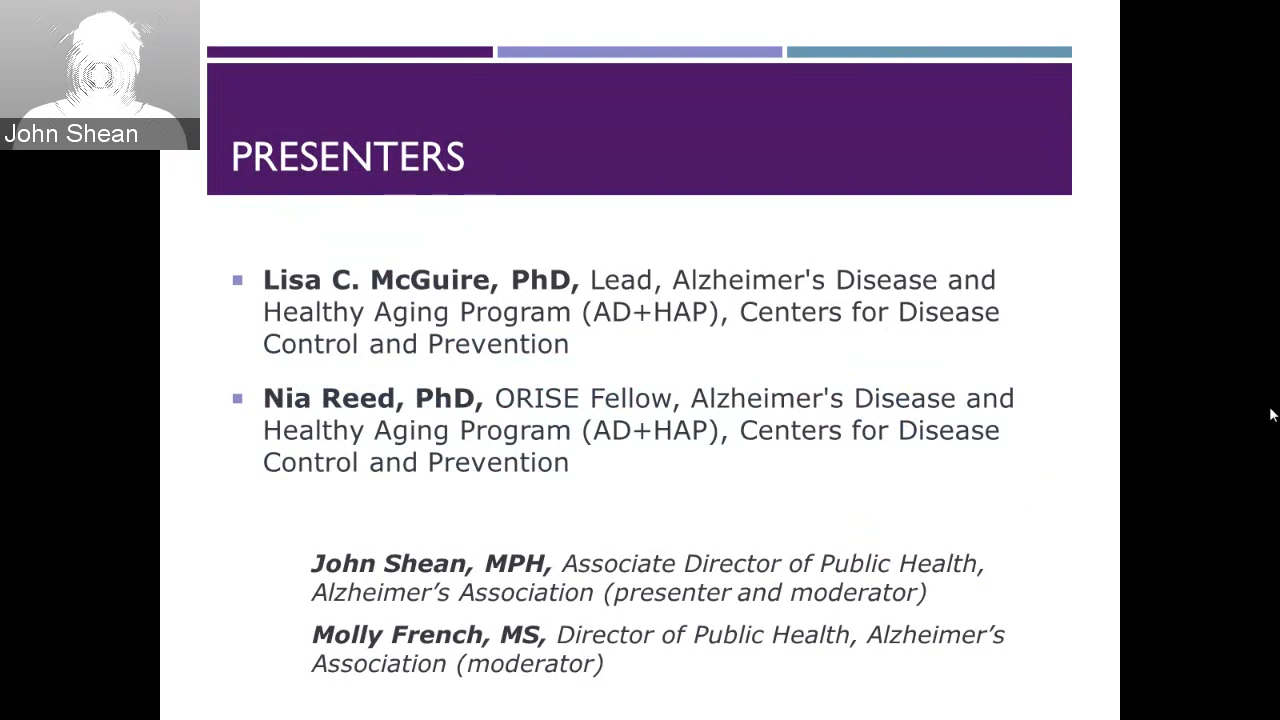 John Shean
PRESENTERS
Lisa C. McGuire, PhD, Lead, Alzheimer's Disease and
Healthy Aging Program (AD+HAP), Centers for Disease
Control and Prevention
Nia Reed, PhD, ORISE Fellow, Alzheimer's Disease and
Healthy Aging Program (AD+HAP), Centers for Disease
Control and Prevention
John Shean, MPH, Associate Director of Public Health,
Alzheimer’s Association (presenter and moderator)
Molly French, MS, Director of Public Health, Alzheimer’s
Association (moderator)